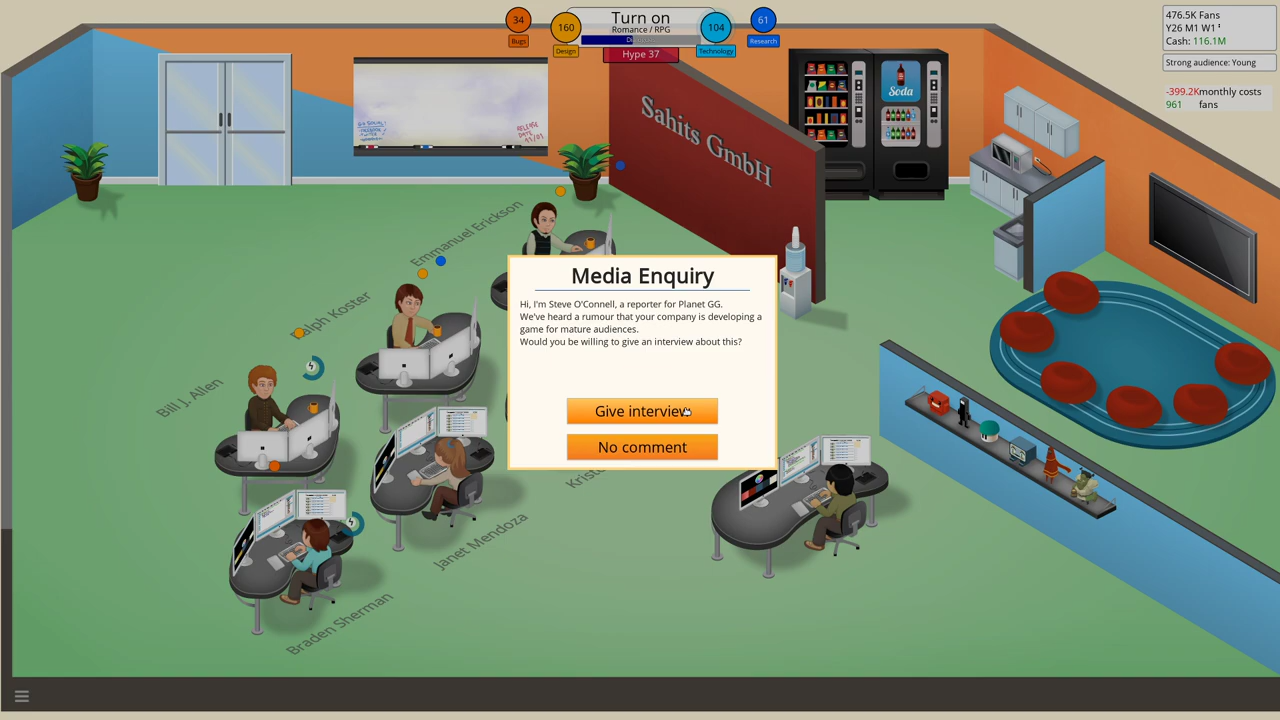 34
Bugs
160
Design
Turn on
Romance / RPG
104
Technology
61
Research
Hype 37
476.5K Fans
Y26 M1 W1
Cash: 116.1M
Strong audience: Young
-399.2K monthly costs
961 fans
Sahits GmbH
Soda
GO SOCIAL!
RELEASE
DATE
Emmanuel Erickson
Ralph Koster
Bill J. Allen
Media Enquiry
Hi, I'm Steve O'Connell, a reporter for Planet GG.
We've heard a rumour that your company is developing a
game for mature audiences.
Would you be willing to give an interview about this?
Give interview
No comment
Janet Mendoza
Braden Sherman